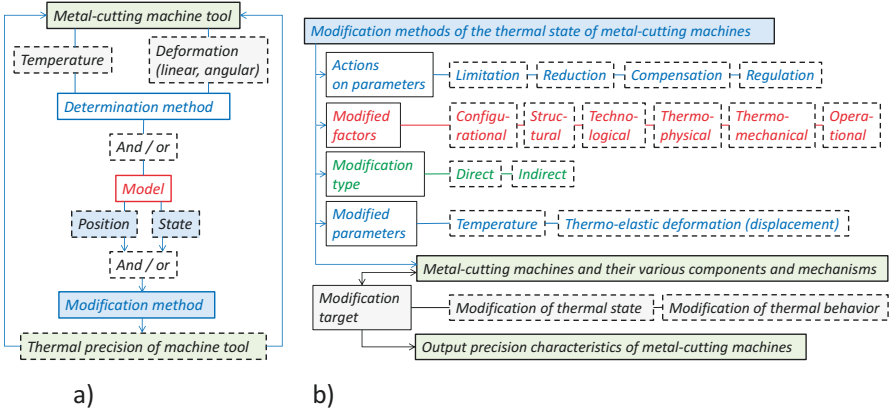 Metal-cutting machine tool
Temperature
Deformation
(linear, angular)
Determination method
And / or
Model
Position
State
And / or
Modification method
Thermal precision of machine tool
a)
Modification methods of the thermal state of metal-cutting machines
Actions
on parameters
Limitation
Reduction
Compensation
Regulation
Modified
factors
Configu-
rational
Struc-
tural
Techno-
logical
Thermo-
physical
Thermo-
mechanical
Opera-
tional
Modification
type
Direct
Indirect
Modified
parameters
Temperature
Thermo-elastic deformation (displacement)
Metal-cutting machines and their various components and mechanisms
Modification
target
Modification of thermal state
Modification of thermal behavior
Output precision characteristics of metal-cutting machines
b)